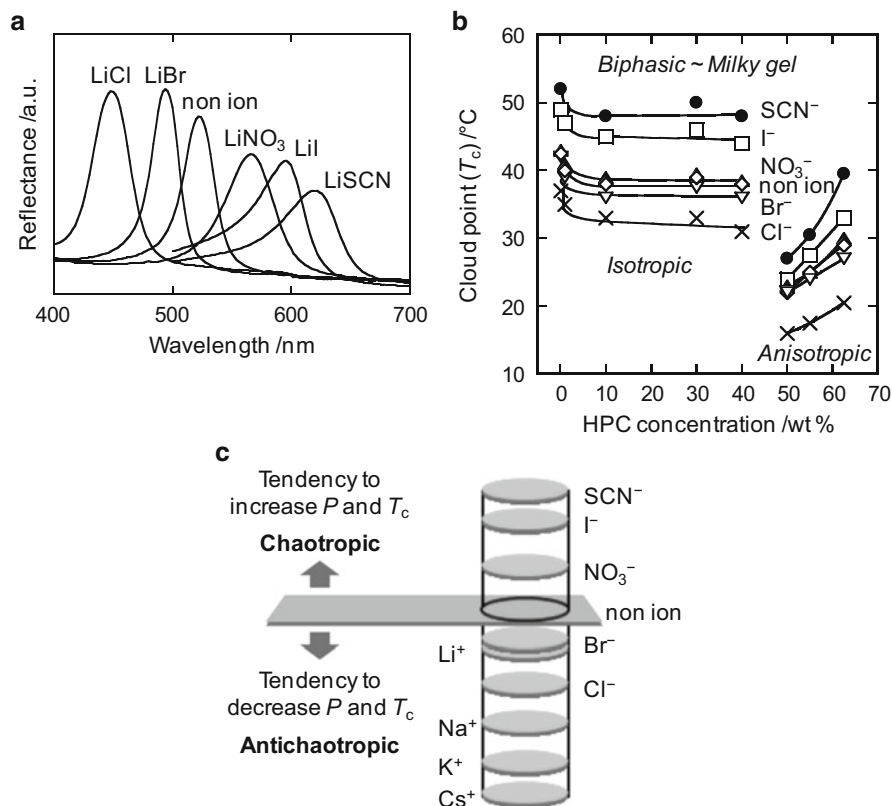 a
LiCl
LiBr
non ion
LiNO₃
LiI
LiSCN
Reflectance /a.u.
400
500
600
700
Wavelength /nm
b
60
50
40
30
20
10
Cloud point (T꜀) /°C
Biphasic ~ Milky gel
SCN⁻
I⁻
NO₃⁻
non ion
Br⁻
Cl⁻
Isotropic
Anisotropic
0
10
20
30
40
50
60
70
HPC concentration /wt %
c
Tendency to
increase P and T꜀
Chaotropic
SCN⁻
I⁻
NO₃⁻
non ion
Li⁺
Br⁻
Tendency to
decrease P and T꜀
Antichaotropic
Cl⁻
Na⁺
K⁺
Cs⁺